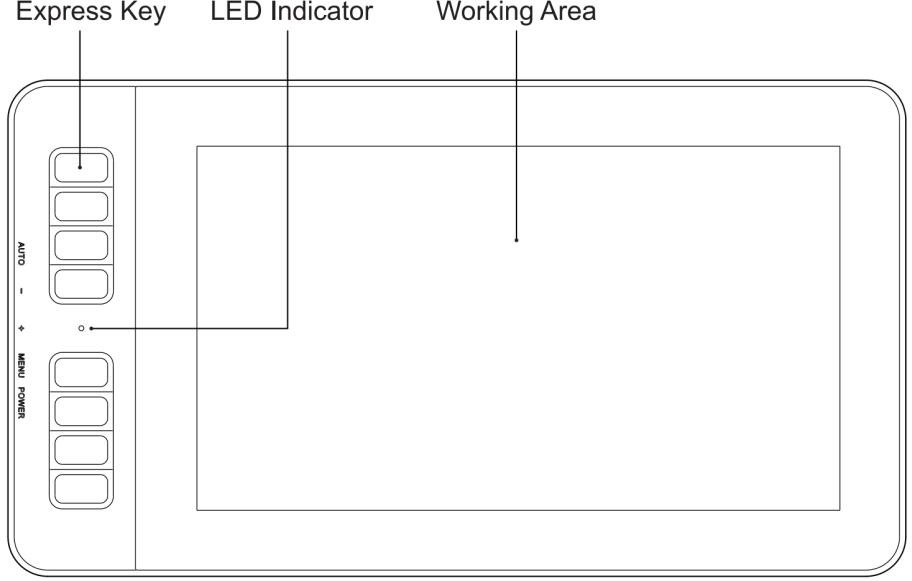 Express Key LED Indicator Working Area
AUTO - + MENU POWER